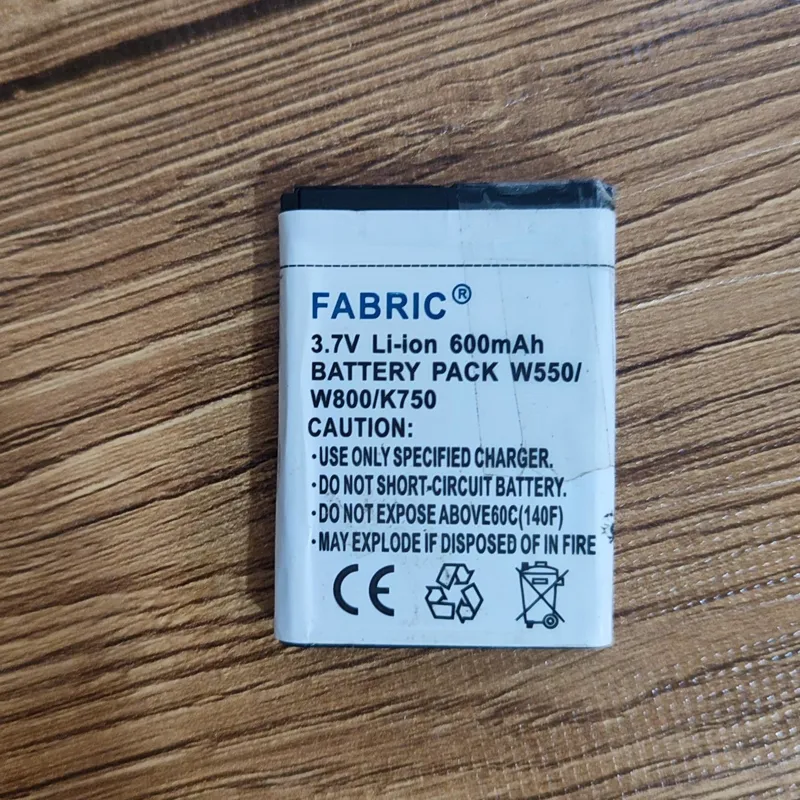 FABRIC®
3.7V Li-ion 600mAh
BATTERY PACK W550/
W800/K750
CAUTION:
·USE ONLY SPECIFIED CHARGER.
·DO NOT SHORT-CIRCUIT BATTERY.
·DO NOT EXPOSE ABOVE60C(140F)
·MAY EXPLODE IF DISPOSED OF IN FIRE
CE